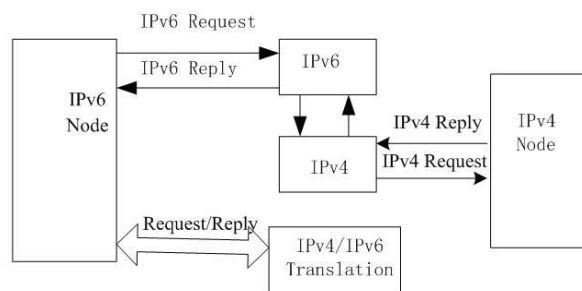 IPv6 Request
IPv6 Reply
IPv6
IPv6
Node
IPv4 Reply
IPv4
Node
IPv4
IPv4 Request
Request/Reply
IPv4/IPv6
Translation